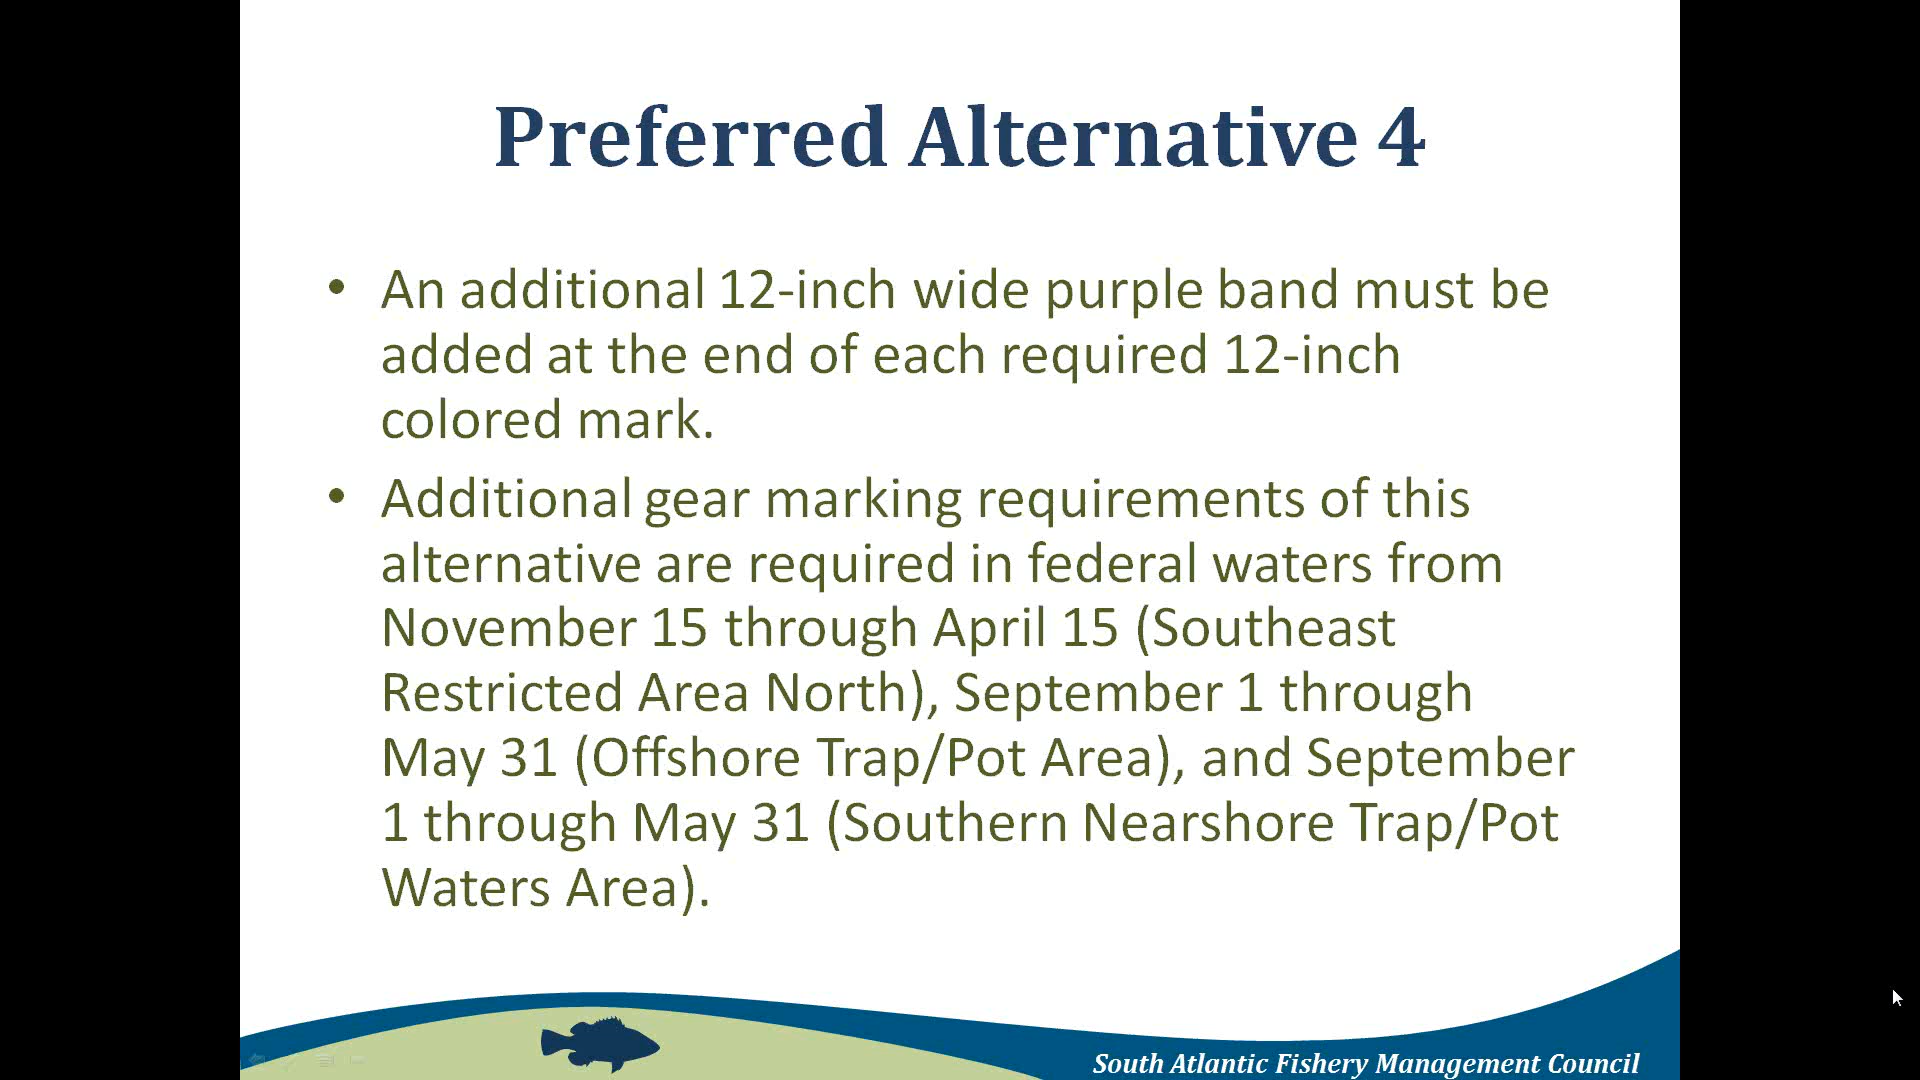 Preferred Alternative 4
• An additional 12-inch wide purple band must be
added at the end of each required 12-inch
colored mark.
• Additional gear marking requirements of this
alternative are required in federal waters from
November 15 through April 15 (Southeast
Restricted Area North), September 1 through
May 31 (Offshore Trap/Pot Area), and September
1 through May 31 (Southern Nearshore Trap/Pot
Waters Area).
South Atlantic Fishery Management Council